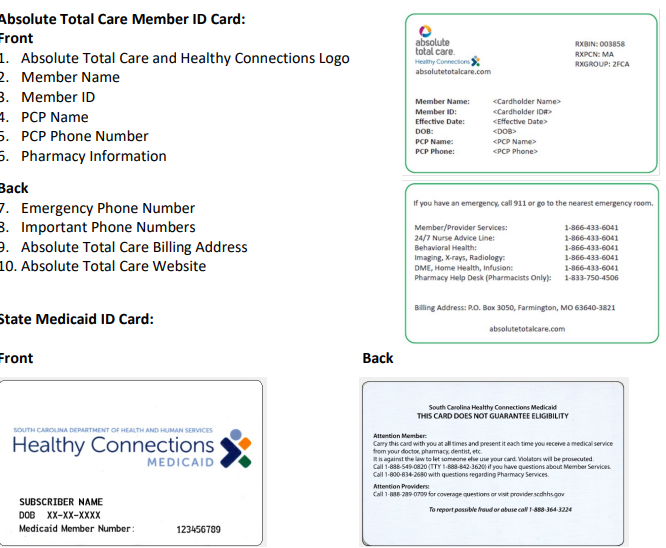 Absolute Total Care Member ID Card:
Front
1. Absolute Total Care and Healthy Connections Logo
2. Member Name
3. Member ID
4. PCP Name
5. PCP Phone Number
6. Pharmacy Information
Back
7. Emergency Phone Number
8. Important Phone Numbers
9. Absolute Total Care Billing Address
10. Absolute Total Care Website
absolute
total care.
Healthy Connections
absolutetotalcare.com
RXBIN: 003858
RXPCN: MA
RXGROUP: 2FCA
Member Name: <Cardholder Name>
Member ID: <Cardholder ID#>
Effective Date: <Effective Date>
DOB: <DOB>
PCP Name: <PCP Name>
PCP Phone: <PCP Phone>
If you have an emergency, call 911 or go to the nearest emergency room.
Member/Provider Services: 1-866-433-6041
24/7 Nurse Advice Line: 1-866-433-6041
Behavioral Health: 1-866-433-6041
Imaging, X-rays, Radiology: 1-866-433-6041
DME, Home Health, Infusion: 1-866-433-6041
Pharmacy Help Desk (Pharmacists Only): 1-833-750-4506
Billing Address: P.O. Box 3050, Farmington, MO 63640-3821
absolutetotalcare.com
State Medicaid ID Card:
Front
SOUTH CAROLINA DEPARTMENT OF HEALTH AND HUMAN SERVICES
Healthy Connections
MEDICAID
SUBSCRIBER NAME
DOB XX-XX-XXXX
Medicaid Member Number: 123456789
Back
South Carolina Healthy Connections Medicaid
THIS CARD DOES NOT GUARANTEE ELIGIBILITY
Attention Member:
Carry this card with you at all times and present it each time you receive a medical service
from your doctor, pharmacy, dentist, etc.
It is against the law to let someone else use your card. Violators will be prosecuted.
Call 1-888-549-0820 (TTY 1-888-842-3620) if you have questions about Member Services.
Call 1-800-834-2680 with questions regarding Pharmacy Services.
Attention Providers:
Call 1-888-289-0709 for coverage questions or visit provider.scdhhs.gov
To report possible fraud or abuse call 1-888-364-3224